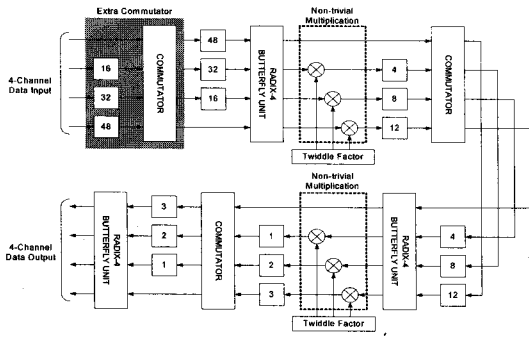 Extra Commutator
4-Channel
Data Input
16
32
48
COMMUTATOR
48
32
16
RADIX-4
BUTTERFLY UNIT
Non-trivial
Multiplication
Twiddle Factor
4
8
12
COMMUTATOR
4-Channel
Data Output
RADIX-4
BUTTERFLY UNIT
3
2
1
COMMUTATOR
1
2
3
Non-trivial
Multiplication
Twiddle Factor
RADIX-4
BUTTERFLY UNIT
4
8
12